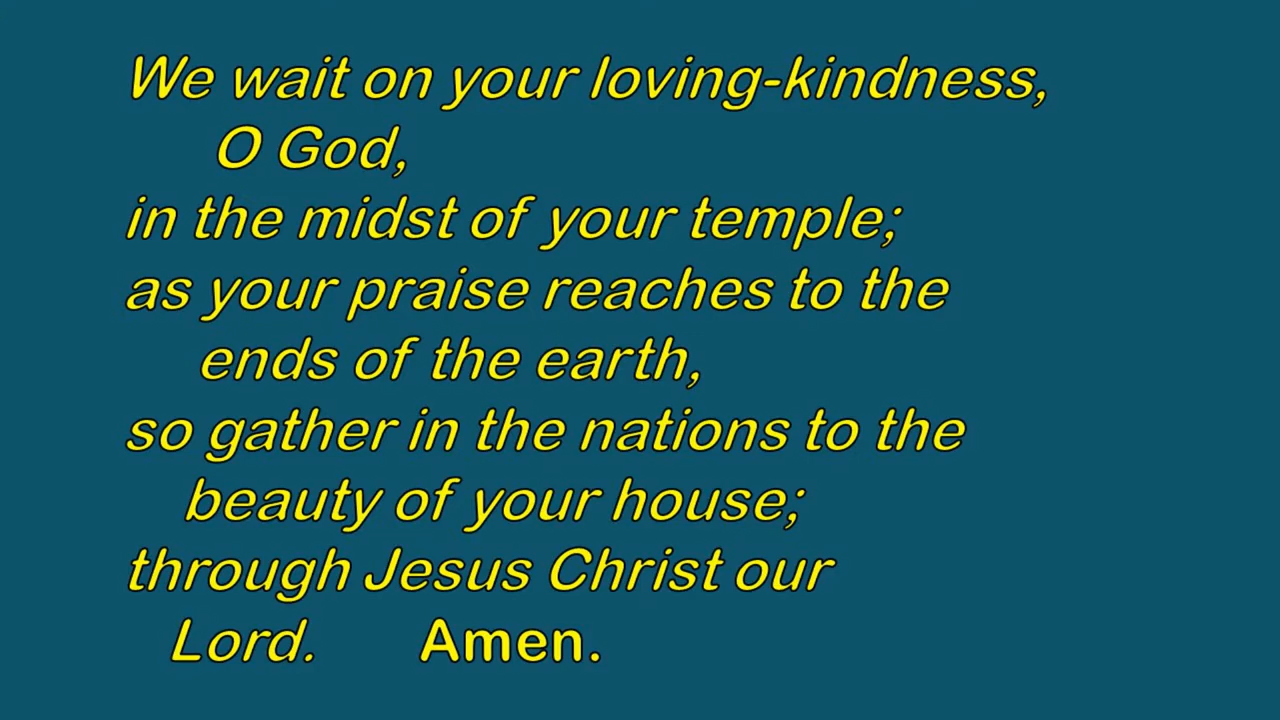 We wait on your loving-kindness,
O God,
in the midst of your temple;
as your praise reaches to the
ends of the earth,
so gather in the nations to the
beauty of your house;
through Jesus Christ our
Lord. Amen.